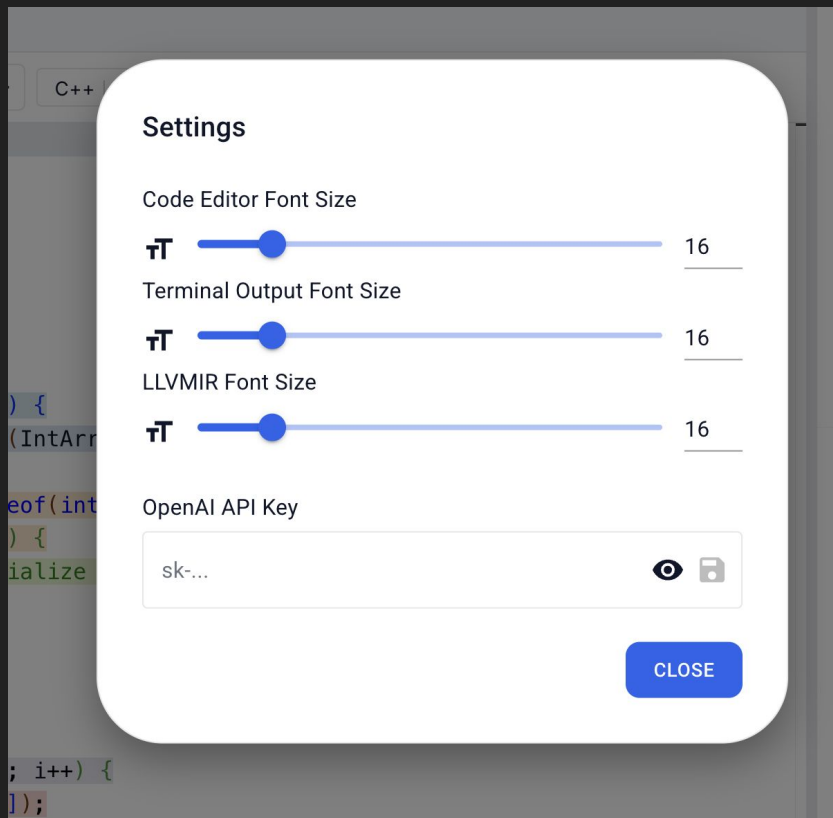 C++
Settings
Code Editor Font Size
16
Terminal Output Font Size
16
LLVMIR Font Size
16
) {
(IntArr
eof(int
) {
ialize
OpenAI API Key
sk-...
CLOSE
; i++) {
]);